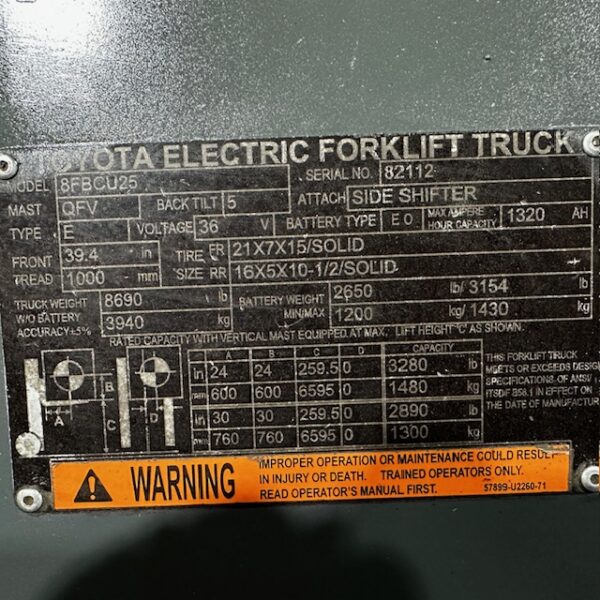 TOYOTA ELECTRIC FORKLIFT TRUCK
MODEL 8FBCU25 SERIAL NO. 82112
MAST QFV BACK TILT 5 ATTACH SIDE SHIFTER
TYPE E VOLTAGE 36 V BATTERY TYPE E O MAX AMPERE HOUR CAPACITY 1320 AH
FRONT 39.4 in TIRE FR 21X7X15/SOLID
TREAD 1000 mm SIZE RR 16X5X10-1/2/SOLID
TRUCK WEIGHT 8690 lb BATTERY WEIGHT 2650 lb/ 3154 lb
W/O BATTERY
ACCURACY±5% 3940 kg MIN/MAX 1200 kg/ 1430 kg
RATED CAPACITY WITH VERTICAL MAST EQUIPPED AT MAX. LIFT HEIGHT "C" AS SHOWN.
A B C D CAPACITY
in 24 24 259.5 0 3280 lb
mm 600 600 6595 0 1480 kg
in 30 30 259.5 0 2890 lb
mm 760 760 6595 0 1300 kg
A B C D
THIS FORKLIFT TRUCK
MEETS OR EXCEEDS DESIGN
SPECIFICATIONS OF ANSI/
ITSDF B56.1 IN EFFECT ON
THE DATE OF MANUFACTURE
WARNING
IMPROPER OPERATION OR MAINTENANCE COULD RESULT
IN INJURY OR DEATH. TRAINED OPERATORS ONLY.
READ OPERATOR'S MANUAL FIRST. 57899-U2260-71